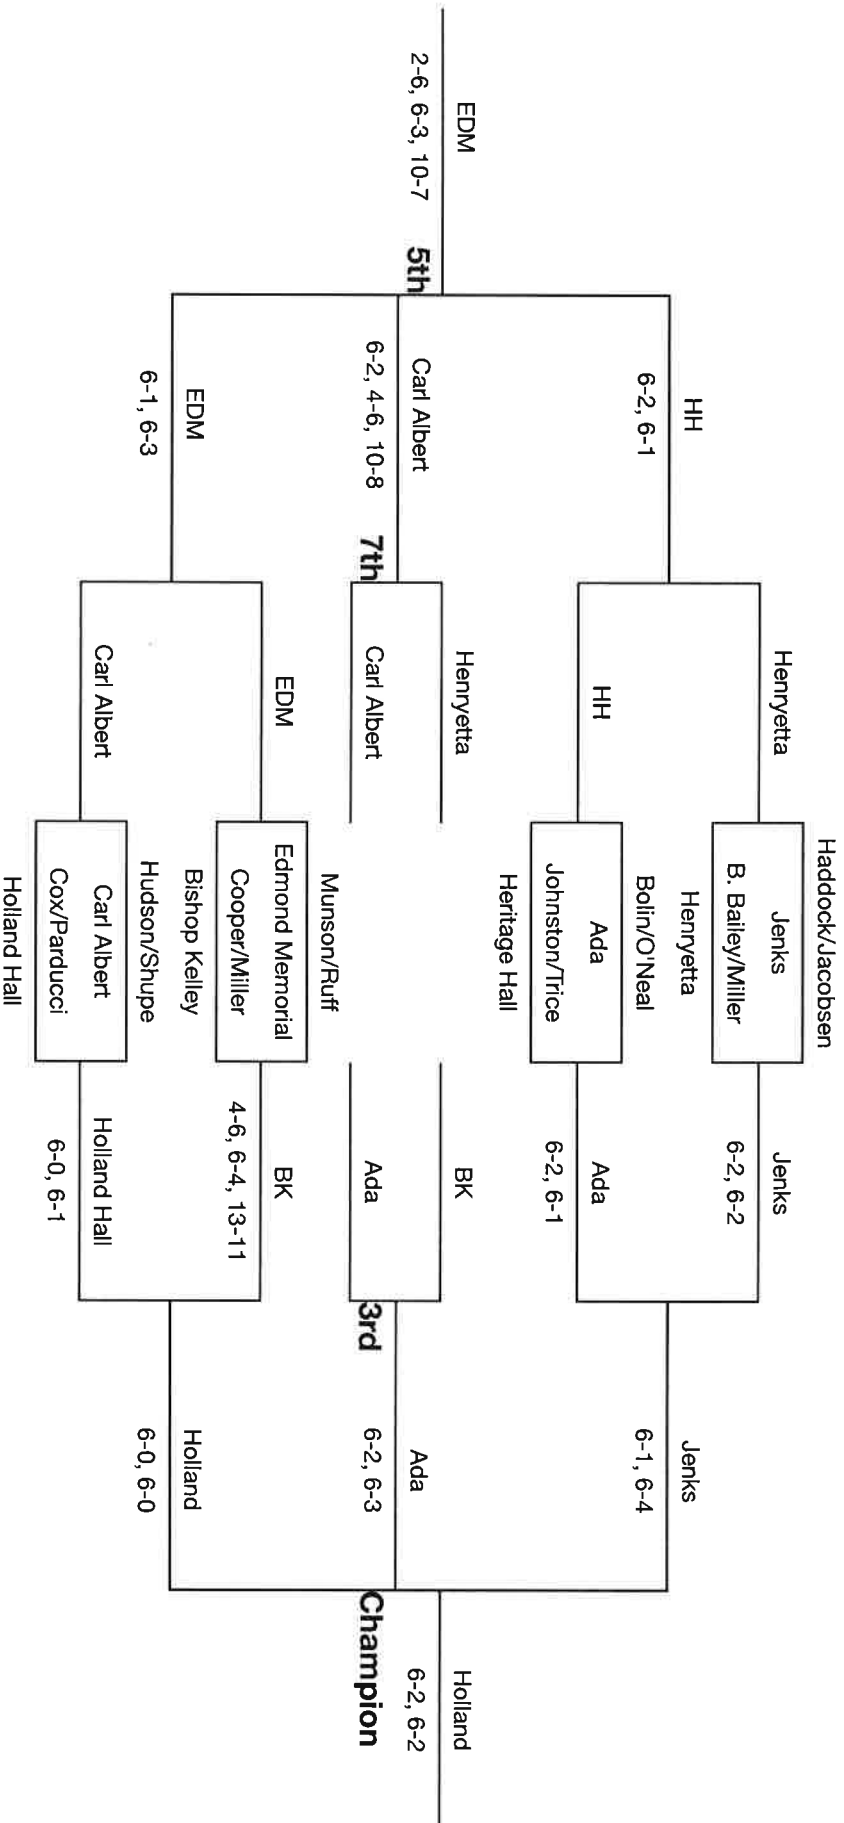 Haddock/Jacobsen
Jenks
B. Bailey/Miller
Henryetta
Bolin/O'Neal
Ada
Johnston/Trice
Heritage Hall
Munson/Ruff
Edmond Memorial
Cooper/Miller
Bishop Kelley
Hudson/Shupe
Carl Albert
Cox/Parducci
Holland Hall
Henryetta
HH
Henryetta
Carl Albert
EDM
Carl Albert
HH
6-2, 6-1
7th
Carl Albert
6-2, 4-6, 10-8
EDM
6-1, 6-3
5th
EDM
2-6, 6-3, 10-7
Jenks
6-2, 6-2
Ada
6-2, 6-1
BK
Ada
BK
4-6, 6-4, 13-11
Holland Hall
6-0, 6-1
Jenks
6-1, 6-4
3rd
Ada
6-2, 6-3
Holland
6-0, 6-0
Champion
Holland
6-2, 6-2